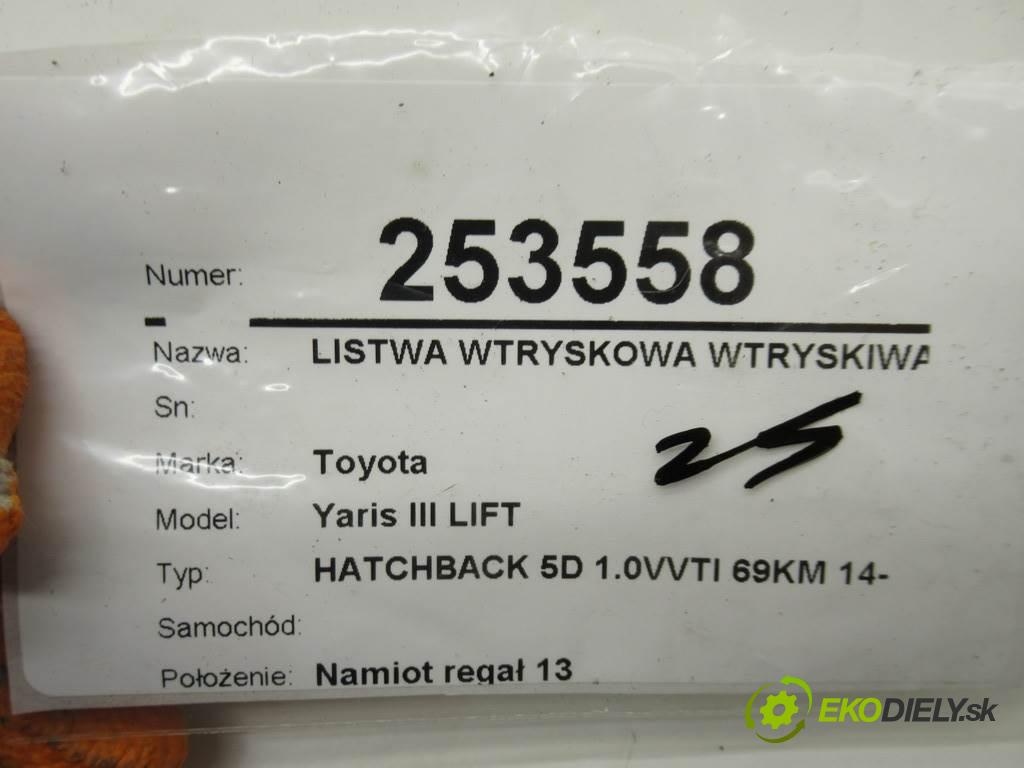 Numer: 253558
Nazwa: LISTWA WTRYSKOWA WTRYSKIWA
Sn:
25
Marka: Toyota
Model: Yaris III LIFT
Typ: HATCHBACK 5D 1.0VVTI 69KM 14-
Samochód:
Położenie: Namiot regał 13
EKODIELY.sk